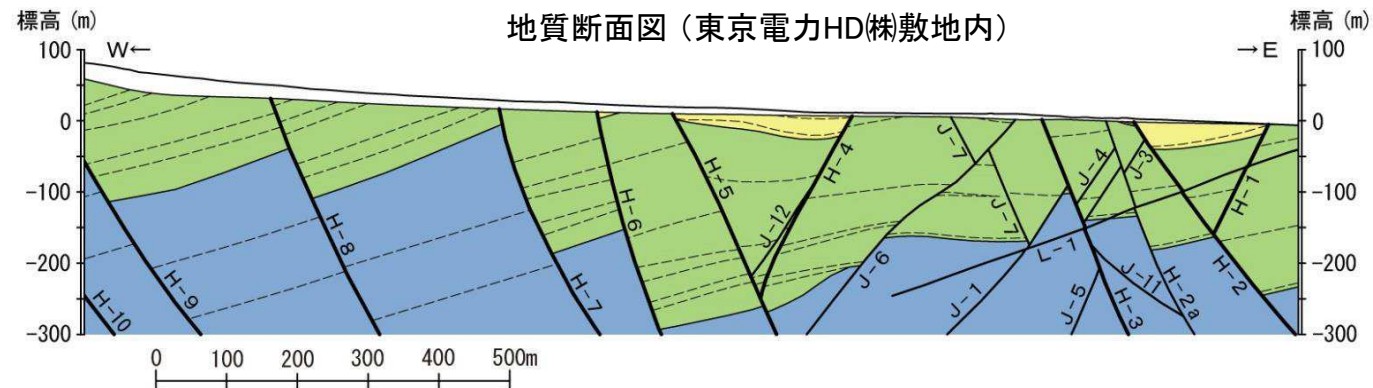 地質断面図（東京電力HD㈱敷地内）
標高 (m)
標高 (m)
W←
→E
100
0
−100
−200
−300
100
0
−100
−200
−300
H-10
H-9
H-8
H-7
H-6
H-5
J-12
H-4
J-6
J-7
J-7
J-1
L-1
J-5
J-4
J-3
J-11
H-3
H-2a
H-2
H-1
0 100 200 300 400 500m